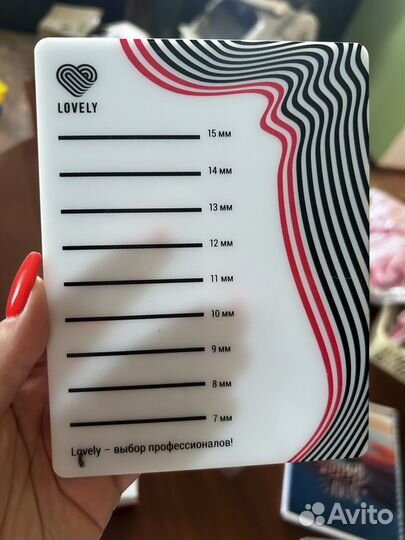 LOVELY
15 мм
14 мм
13 мм
12 мм
11 мм
10 мм
9 мм
8 мм
7 мм
Lovely – выбор профессионалов!
Avito